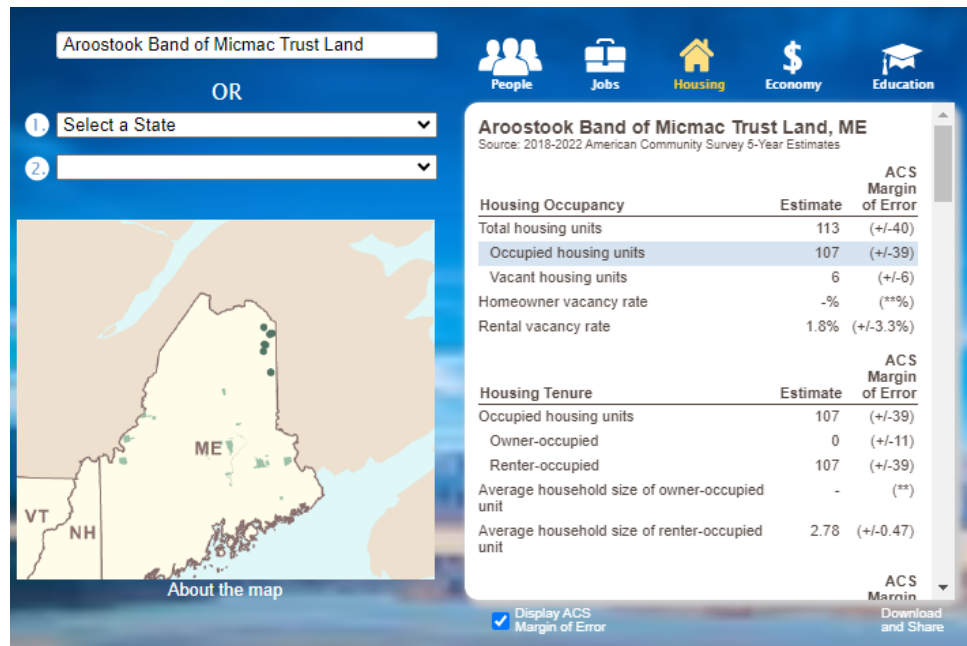 Aroostook Band of Micmac Trust Land
OR
1. Select a State
2.
ME
VT
NH
About the map
People Jobs Housing $ Economy Education
Aroostook Band of Micmac Trust Land, ME
Source: 2018-2022 American Community Survey 5-Year Estimates
ACS
Margin
Housing Occupancy Estimate of Error
Total housing units 113 (+/-40)
Occupied housing units 107 (+/-39)
Vacant housing units 6 (+/-6)
Homeowner vacancy rate -% (**%)
Rental vacancy rate 1.8% (+/-3.3%)
ACS
Margin
Housing Tenure Estimate of Error
Occupied housing units 107 (+/-39)
Owner-occupied 0 (+/-11)
Renter-occupied 107 (+/-39)
Average household size of owner-occupied - (**)
unit
Average household size of renter-occupied 2.78 (+/-0.47)
unit
ACS
Margin
Display ACS
Margin of Error
Download
and Share